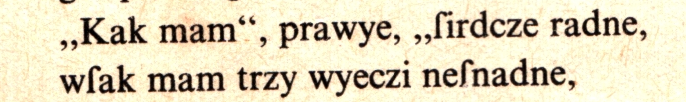 „Kak mam“, prawye, „ſirdcze radne,
wſak mam trzy wyeczi neſnadne,